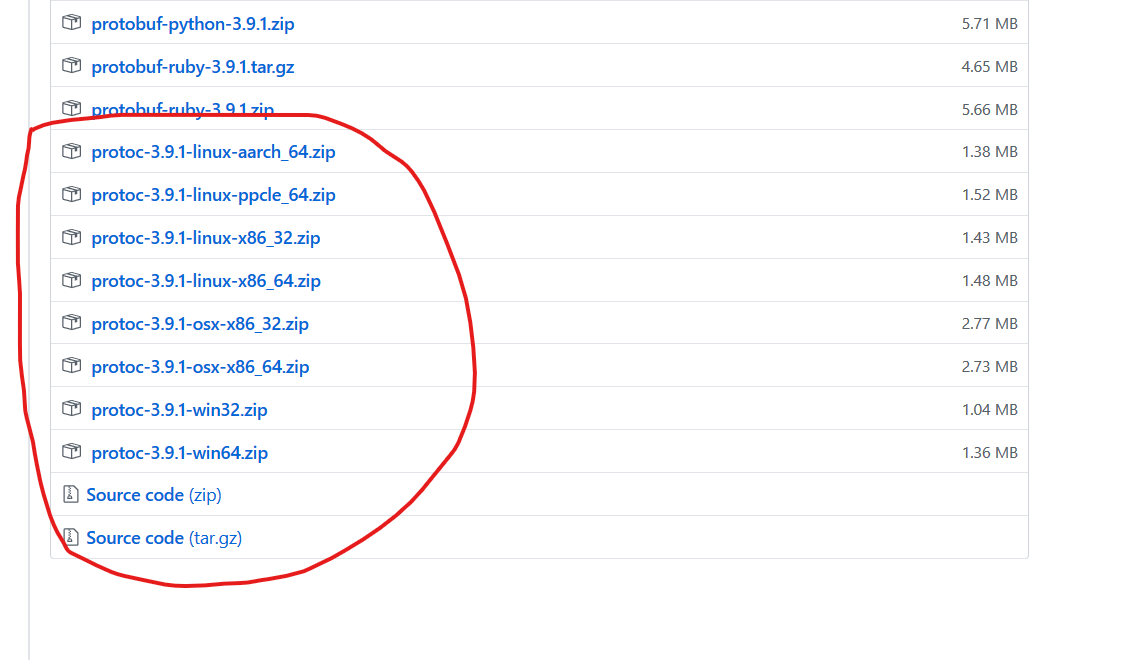 protobuf-python-3.9.1.zip 5.71 MB
protobuf-ruby-3.9.1.tar.gz 4.65 MB
protobuf-ruby-3.9.1.zip 5.66 MB
protoc-3.9.1-linux-aarch_64.zip 1.38 MB
protoc-3.9.1-linux-ppcle_64.zip 1.52 MB
protoc-3.9.1-linux-x86_32.zip 1.43 MB
protoc-3.9.1-linux-x86_64.zip 1.48 MB
protoc-3.9.1-osx-x86_32.zip 2.77 MB
protoc-3.9.1-osx-x86_64.zip 2.73 MB
protoc-3.9.1-win32.zip 1.04 MB
protoc-3.9.1-win64.zip 1.36 MB
Source code (zip)
Source code (tar.gz)